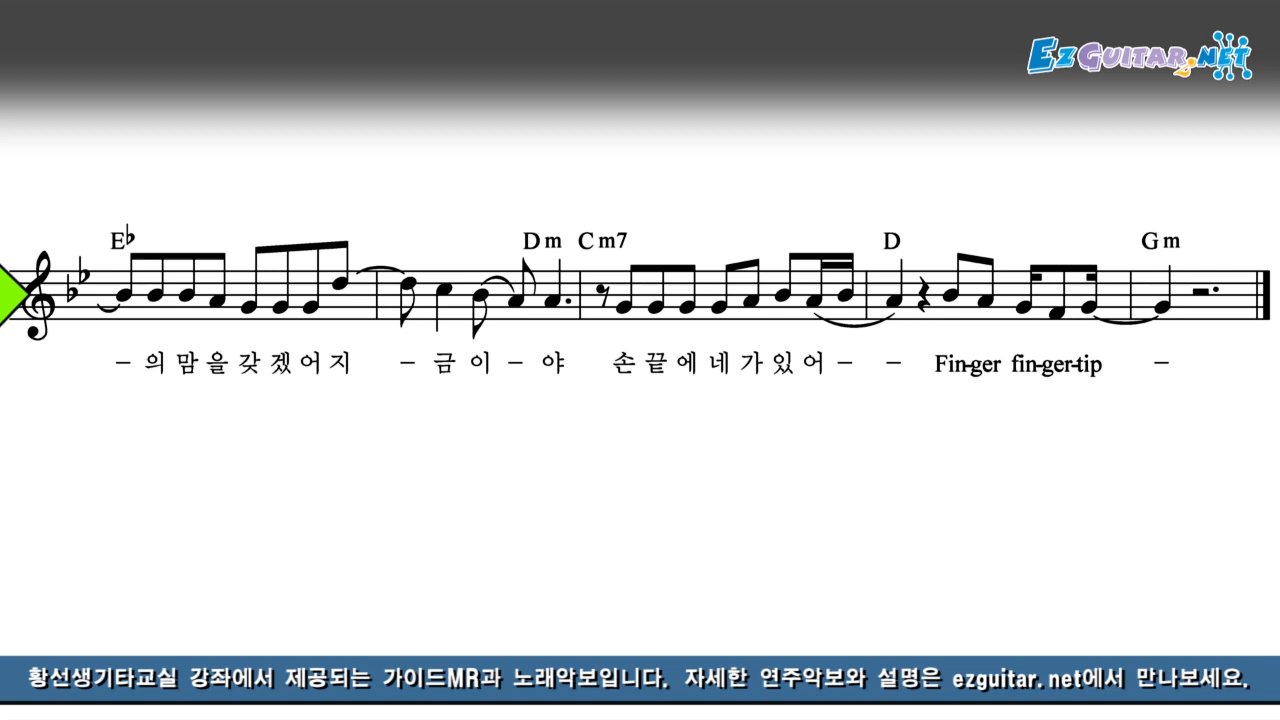 EzGuitar.net
E♭ Dm Cm7 D Gm
– 의 맘 을 갖 겠 어 지 – 금 이 – 야 손 끝 에 네 가 있 어 – – Fin-ger fin-ger-tip –
황선생기타교실 강좌에서 제공되는 가이드MR과 노래악보입니다. 자세한 연주악보와 설명은 ezguitar.net에서 만나보세요.